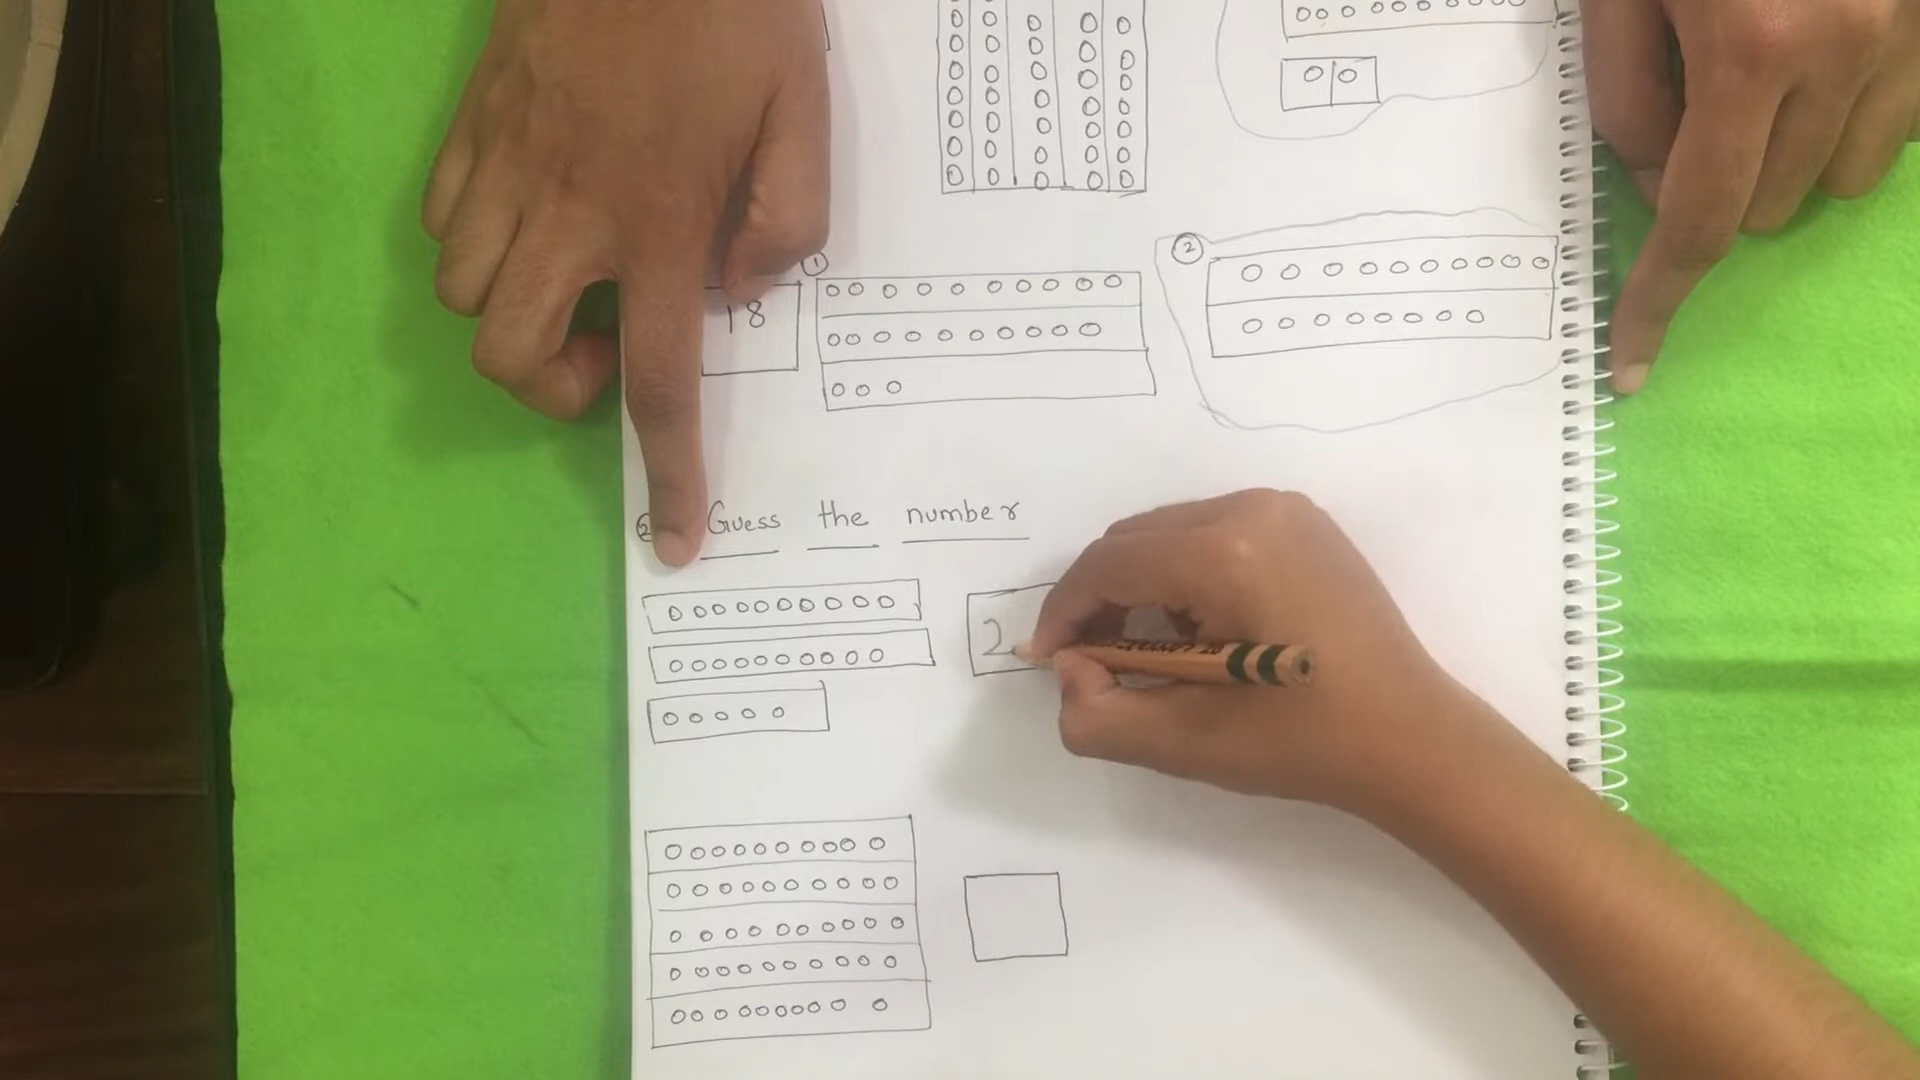 ①
②
18
② Guess the number
2